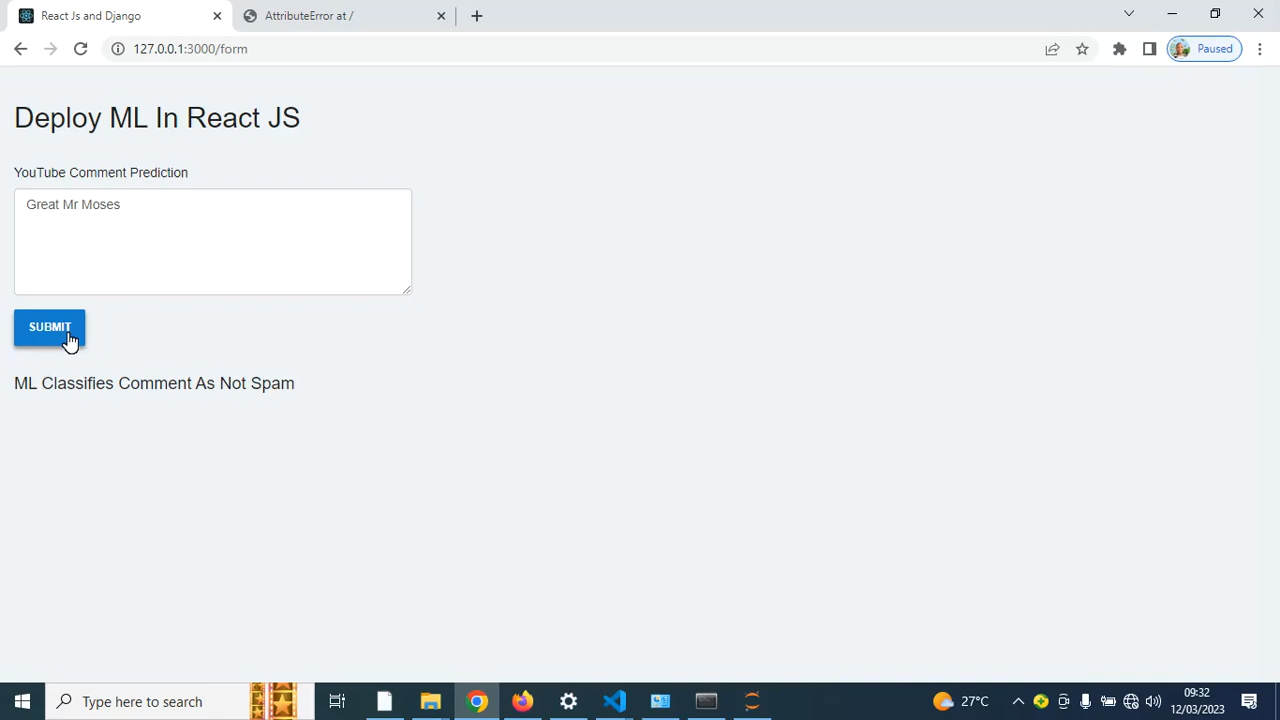 React Js and Django
AttributeError at /
127.0.0.1:3000/form
Paused
Deploy ML In React JS
YouTube Comment Prediction
Great Mr Moses
SUBMIT
ML Classifies Comment As Not Spam
Type here to search
27°C
09:32
12/03/2023